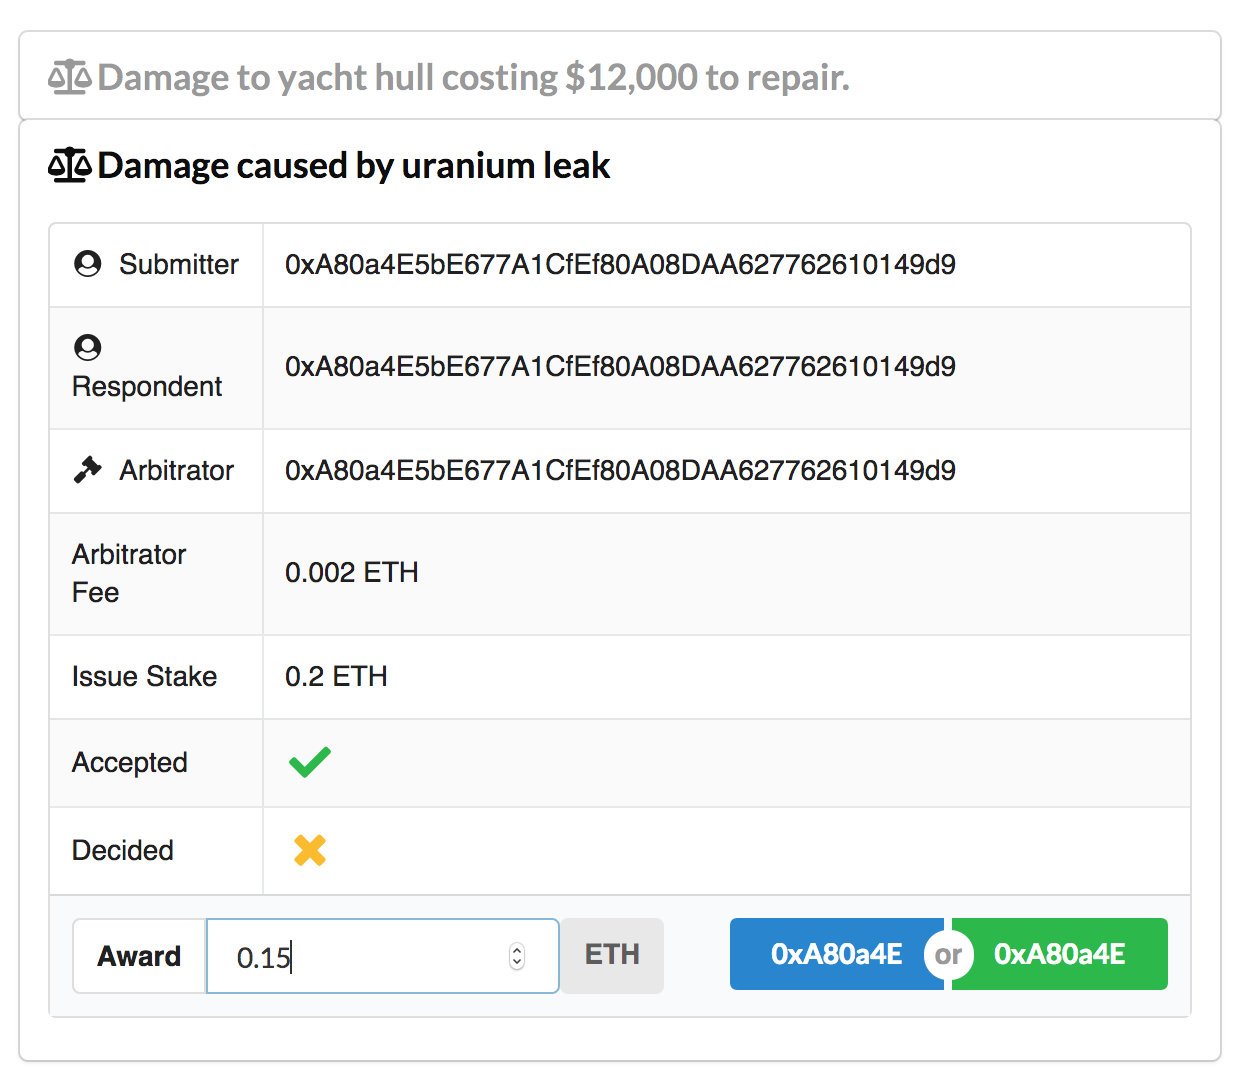 Damage to yacht hull costing $12,000 to repair.
Damage caused by uranium leak
Submitter 0xA80a4E5bE677A1CfEf80A08DAA627762610149d9
Respondent 0xA80a4E5bE677A1CfEf80A08DAA627762610149d9
Arbitrator 0xA80a4E5bE677A1CfEf80A08DAA627762610149d9
Arbitrator
Fee
0.002 ETH
Issue Stake 0.2 ETH
Accepted
Decided
Award 0.15 ETH 0xA80a4E or 0xA80a4E